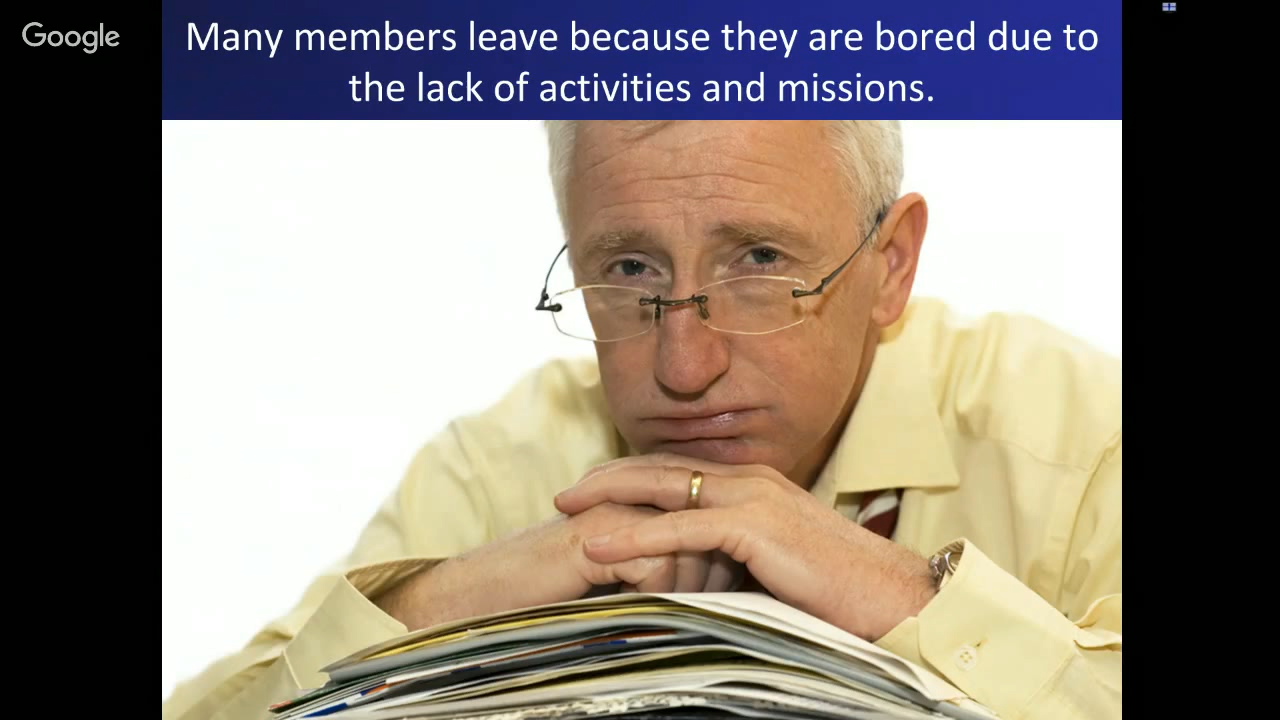 Google
Many members leave because they are bored due to
the lack of activities and missions.